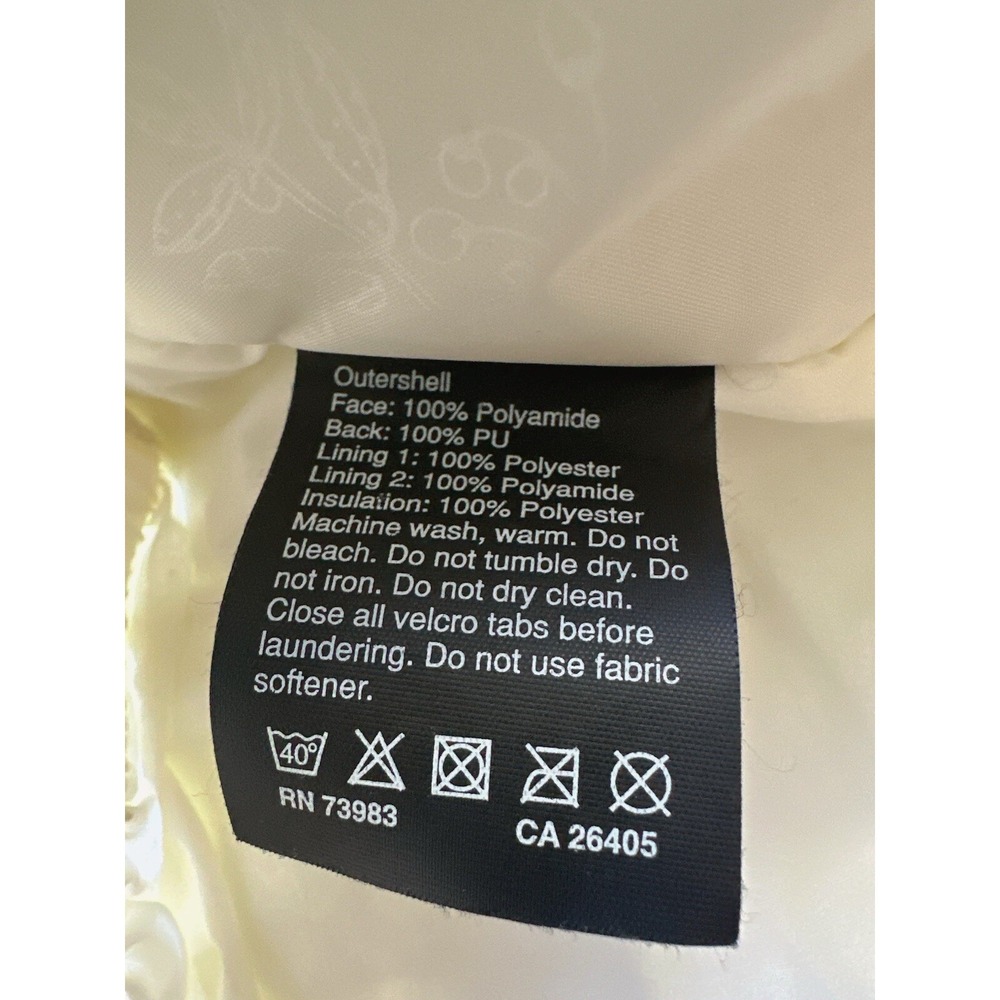 Outershell
Face: 100% Polyamide
Back: 100% PU
Lining 1: 100% Polyester
Lining 2: 100% Polyamide
Insulation: 100% Polyester
Machine wash, warm. Do not
bleach. Do not tumble dry. Do
not iron. Do not dry clean.
Close all velcro tabs before
laundering. Do not use fabric
softener.
40°
RN 73983
CA 26405